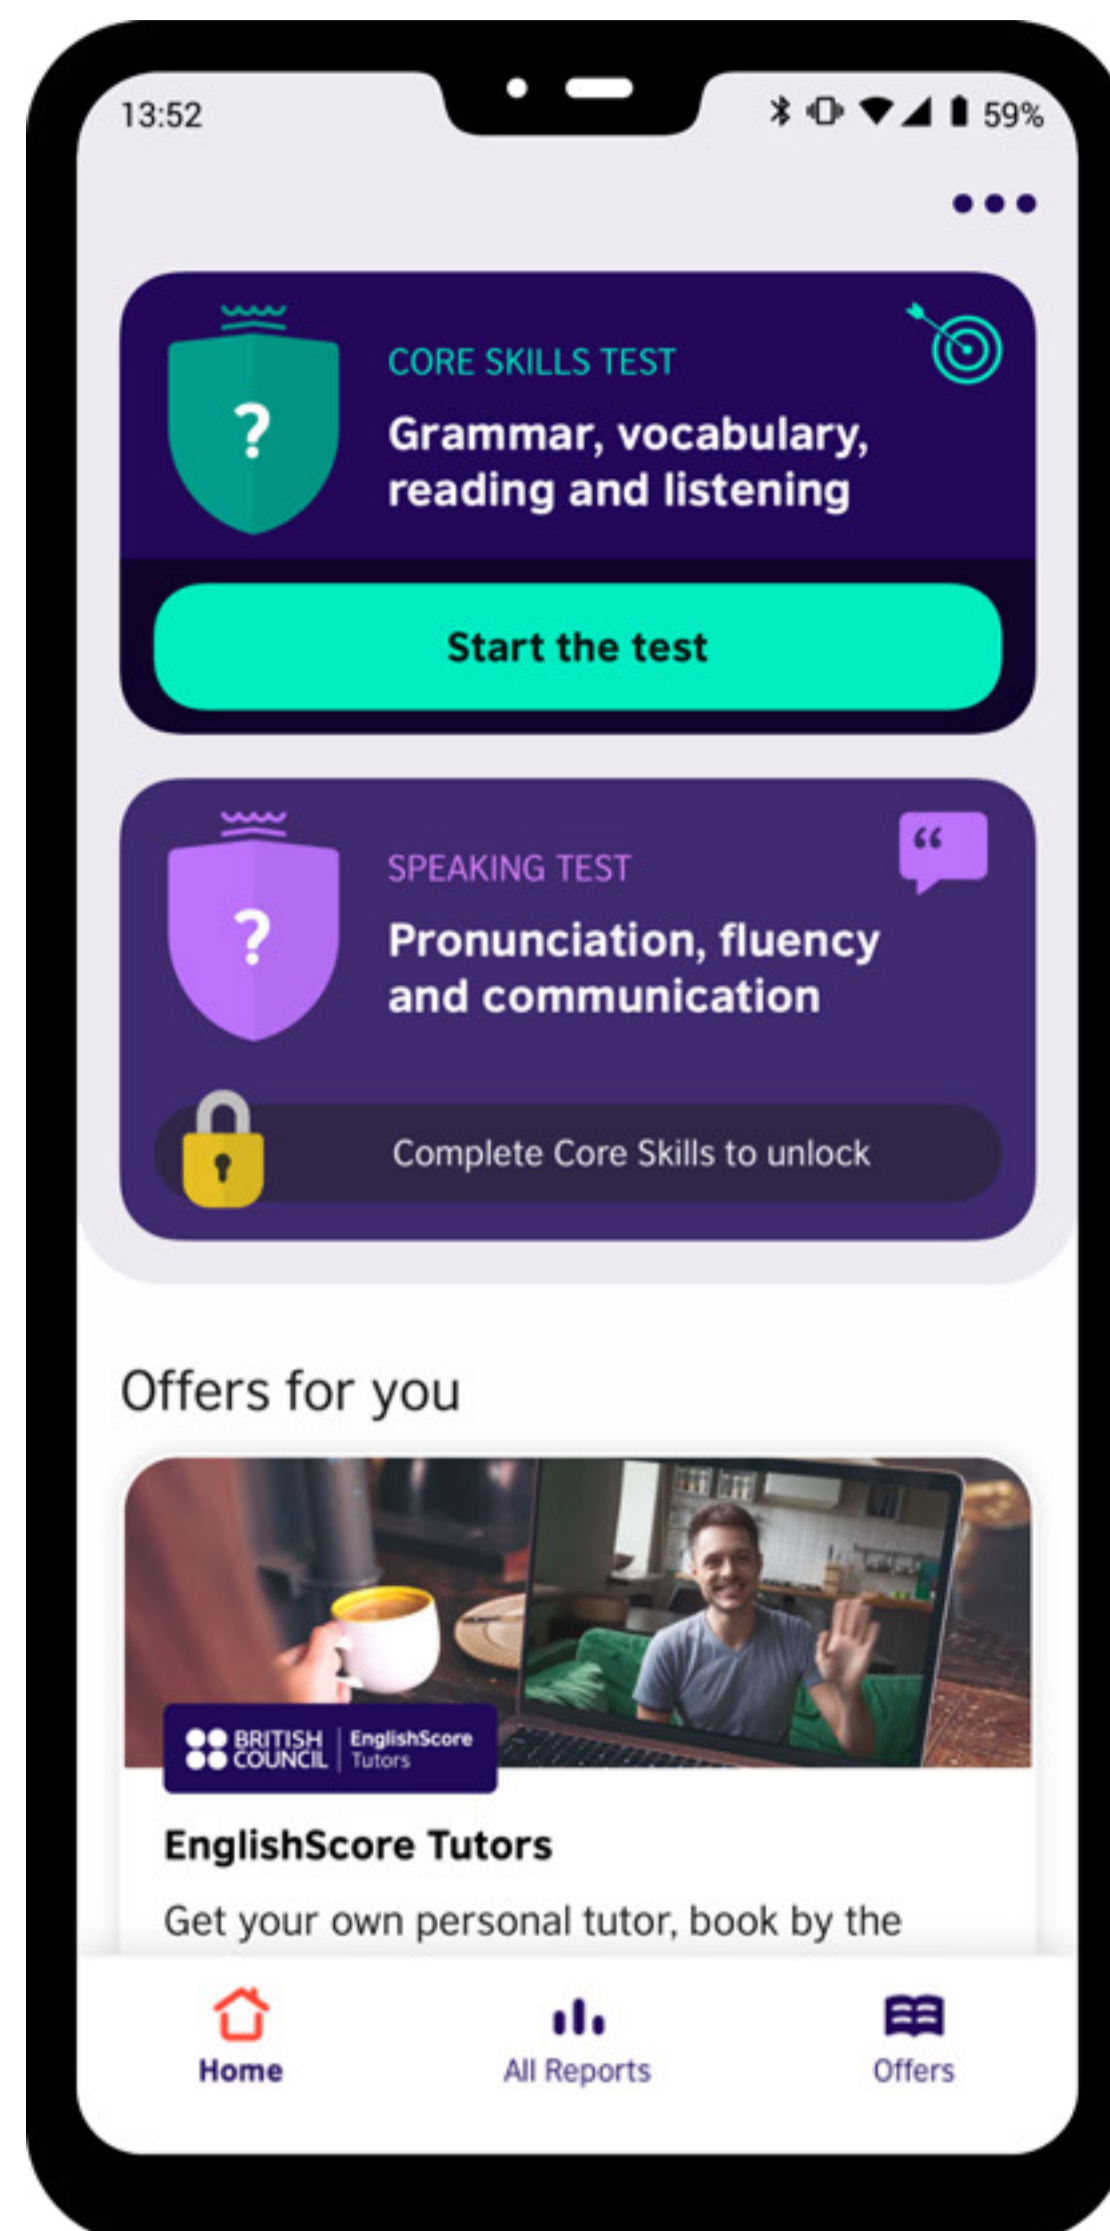 13:52
59%
CORE SKILLS TEST
?
Grammar, vocabulary,
reading and listening
Start the test
SPEAKING TEST
“
?
Pronunciation, fluency
and communication
Complete Core Skills to unlock
Offers for you
BRITISH
COUNCIL
EnglishScore
Tutors
EnglishScore Tutors
Get your own personal tutor, book by the
Home
All Reports
Offers